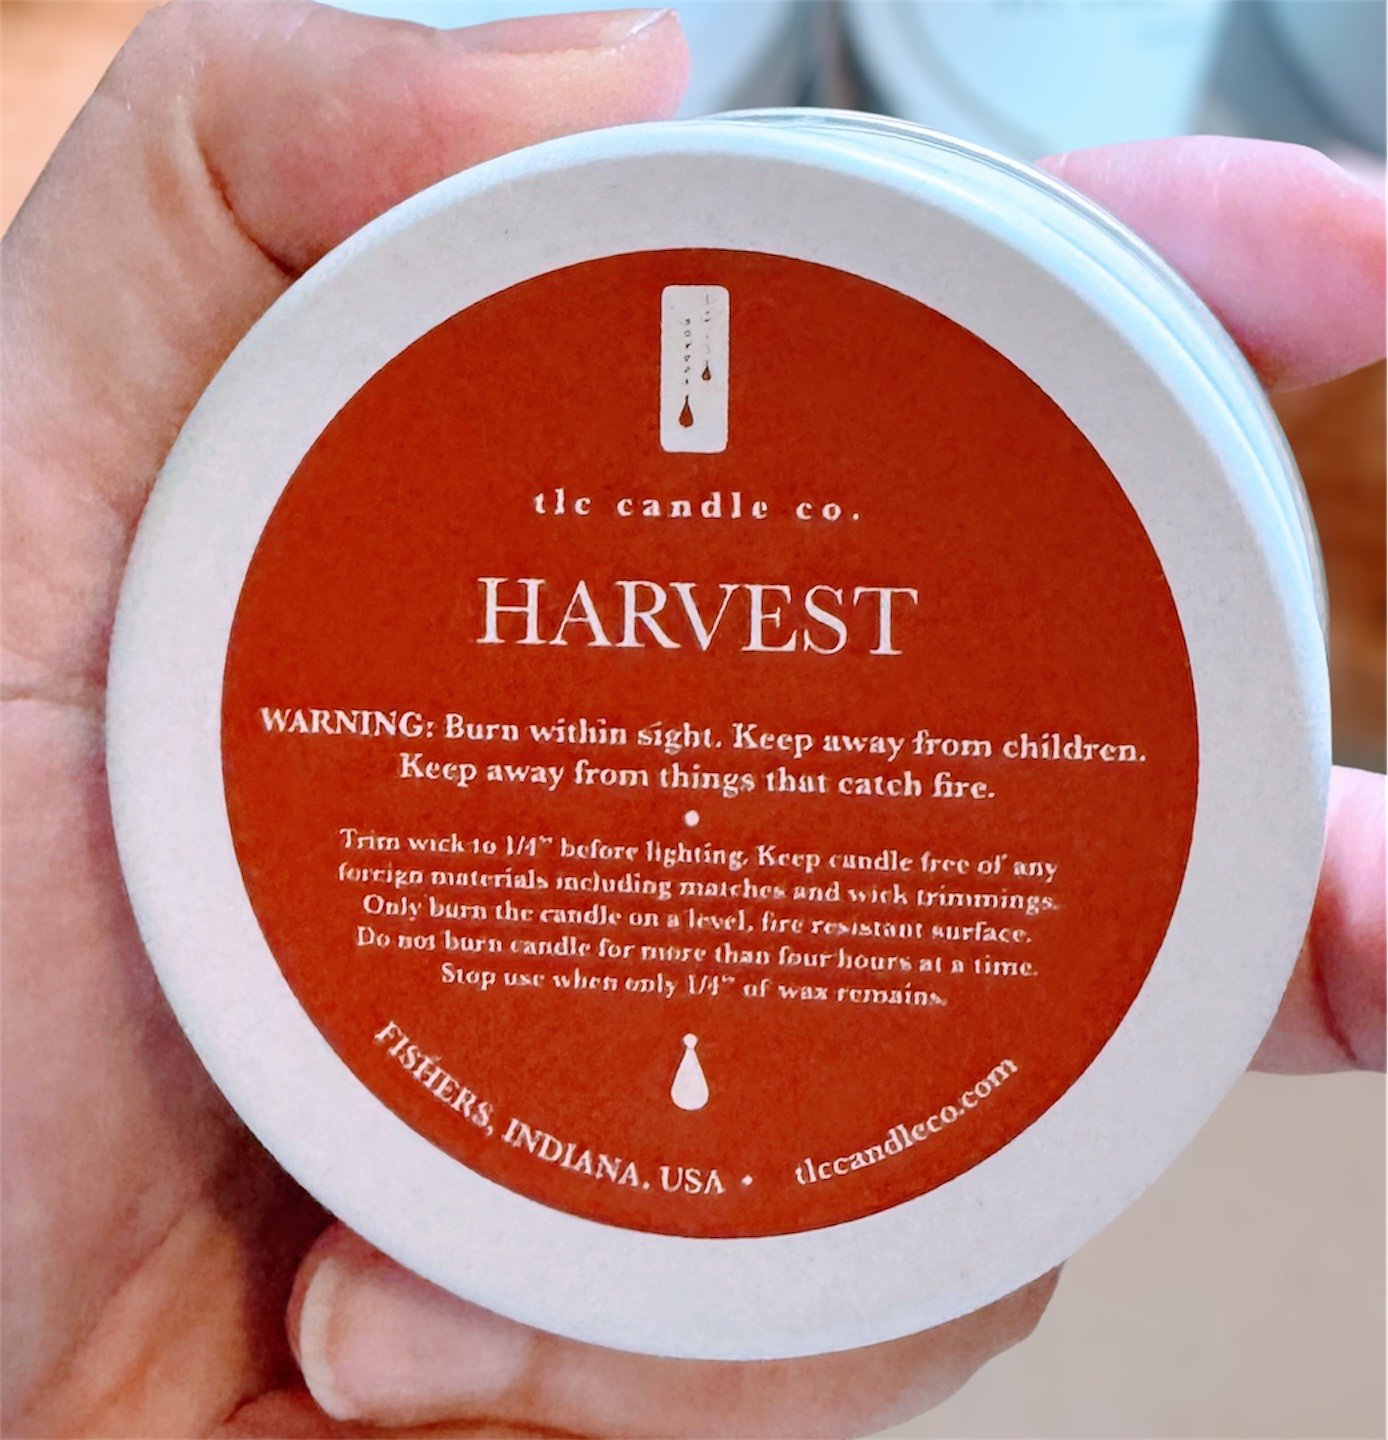 tlc candle co.
HARVEST
WARNING: Burn within sight. Keep away from children.
Keep away from things that catch fire.
Trim wick to 1/4" before lighting. Keep candle free of any
foreign materials including matches and wick trimmings.
Only burn the candle on a level, fire resistant surface.
Do not burn candle for more than four hours at a time.
Stop use when only 1/4" of wax remains.
FISHERS, INDIANA. USA • tlccandleco.com